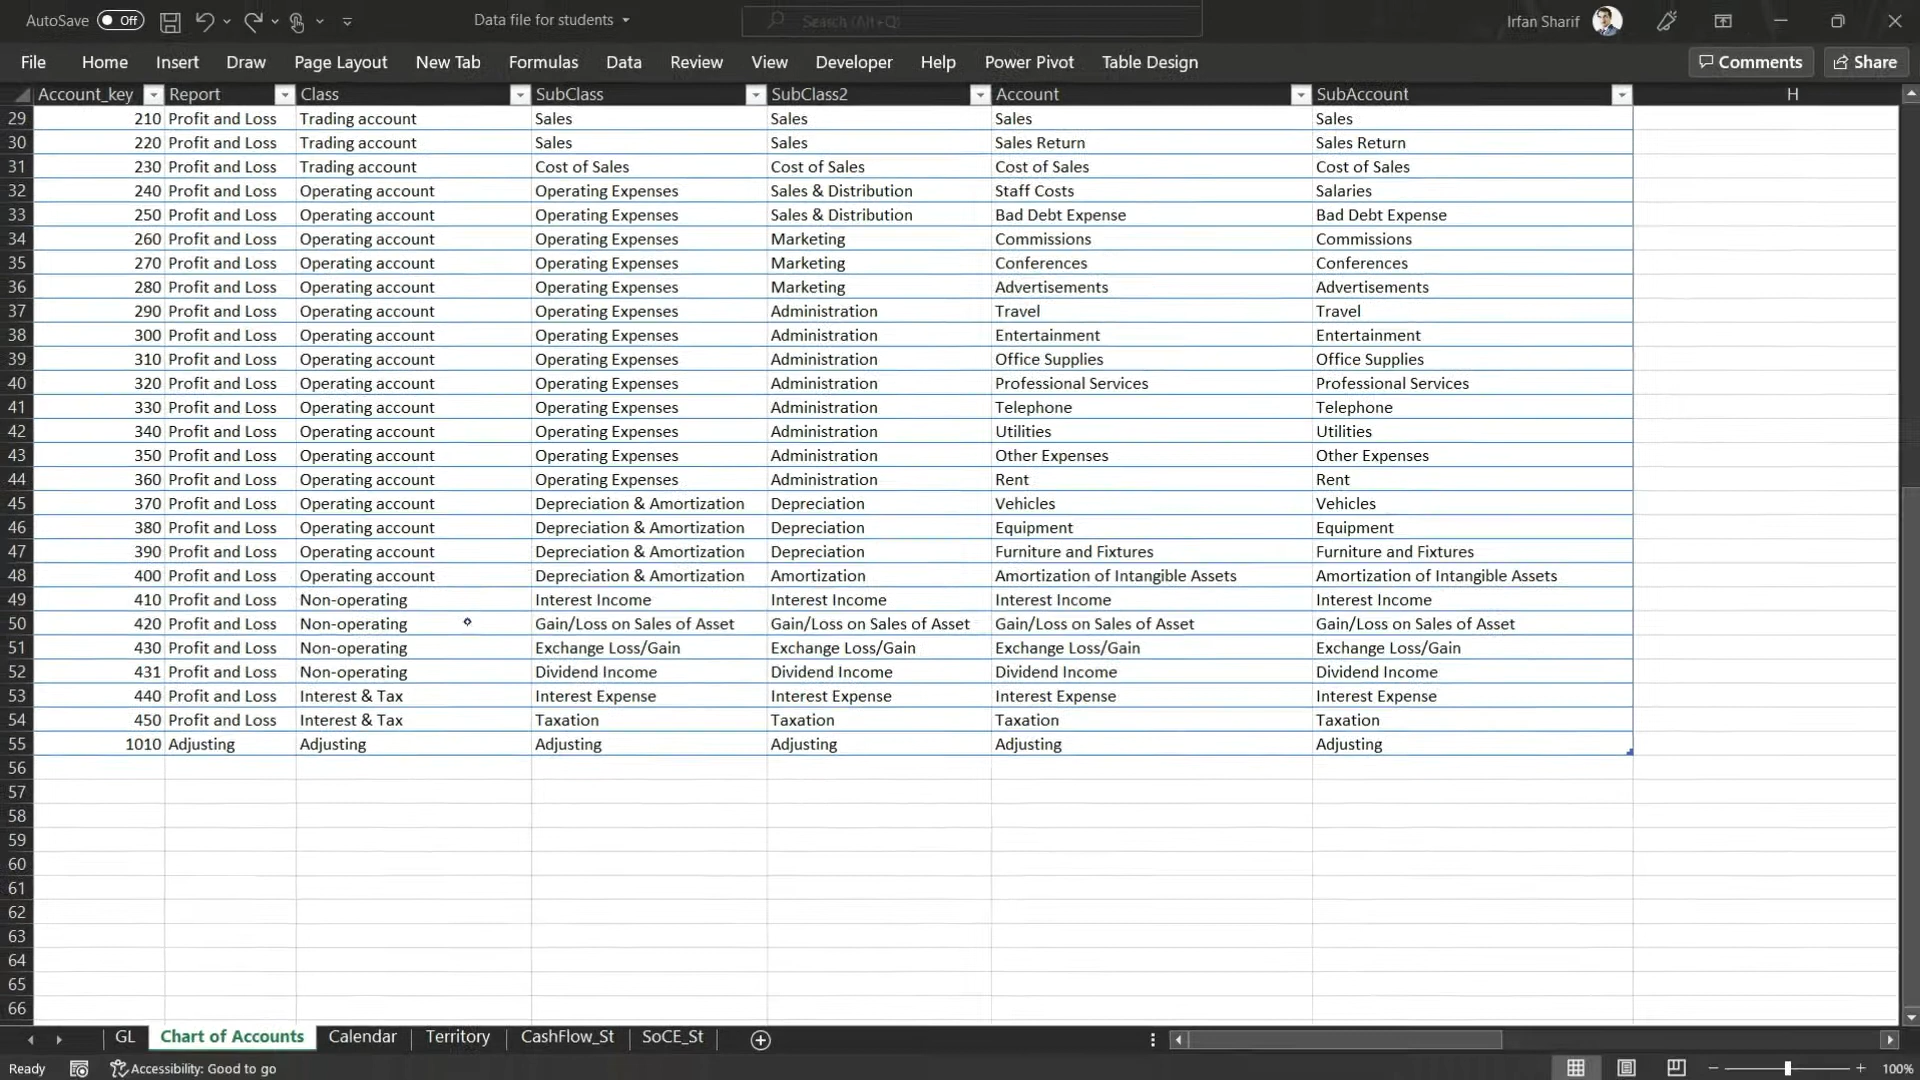 AutoSave Off Data file for students Search (Alt+Q) Irfan Sharif
File Home Insert Draw Page Layout New Tab Formulas Data Review View Developer Help Power Pivot Table Design Comments Share
Account_key Report Class SubClass SubClass2 Account SubAccount H
29 210 Profit and Loss Trading account Sales Sales Sales Sales
30 220 Profit and Loss Trading account Sales Sales Sales Return Sales Return
31 230 Profit and Loss Trading account Cost of Sales Cost of Sales Cost of Sales Cost of Sales
32 240 Profit and Loss Operating account Operating Expenses Sales & Distribution Staff Costs Salaries
33 250 Profit and Loss Operating account Operating Expenses Sales & Distribution Bad Debt Expense Bad Debt Expense
34 260 Profit and Loss Operating account Operating Expenses Marketing Commissions Commissions
35 270 Profit and Loss Operating account Operating Expenses Marketing Conferences Conferences
36 280 Profit and Loss Operating account Operating Expenses Marketing Advertisements Advertisements
37 290 Profit and Loss Operating account Operating Expenses Administration Travel Travel
38 300 Profit and Loss Operating account Operating Expenses Administration Entertainment Entertainment
39 310 Profit and Loss Operating account Operating Expenses Administration Office Supplies Office Supplies
40 320 Profit and Loss Operating account Operating Expenses Administration Professional Services Professional Services
41 330 Profit and Loss Operating account Operating Expenses Administration Telephone Telephone
42 340 Profit and Loss Operating account Operating Expenses Administration Utilities Utilities
43 350 Profit and Loss Operating account Operating Expenses Administration Other Expenses Other Expenses
44 360 Profit and Loss Operating account Operating Expenses Administration Rent Rent
45 370 Profit and Loss Operating account Depreciation & Amortization Depreciation Vehicles Vehicles
46 380 Profit and Loss Operating account Depreciation & Amortization Depreciation Equipment Equipment
47 390 Profit and Loss Operating account Depreciation & Amortization Depreciation Furniture and Fixtures Furniture and Fixtures
48 400 Profit and Loss Operating account Depreciation & Amortization Amortization Amortization of Intangible Assets Amortization of Intangible Assets
49 410 Profit and Loss Non-operating Interest Income Interest Income Interest Income Interest Income
50 420 Profit and Loss Non-operating Gain/Loss on Sales of Asset Gain/Loss on Sales of Asset Gain/Loss on Sales of Asset Gain/Loss on Sales of Asset
51 430 Profit and Loss Non-operating Exchange Loss/Gain Exchange Loss/Gain Exchange Loss/Gain Exchange Loss/Gain
52 431 Profit and Loss Non-operating Dividend Income Dividend Income Dividend Income Dividend Income
53 440 Profit and Loss Interest & Tax Interest Expense Interest Expense Interest Expense Interest Expense
54 450 Profit and Loss Interest & Tax Taxation Taxation Taxation Taxation
55 1010 Adjusting Adjusting Adjusting Adjusting Adjusting Adjusting
56
57
58
59
60
61
62
63
64
65
66
GL Chart of Accounts Calendar Territory CashFlow_St SoCE_St
Ready Accessibility: Good to go 100%